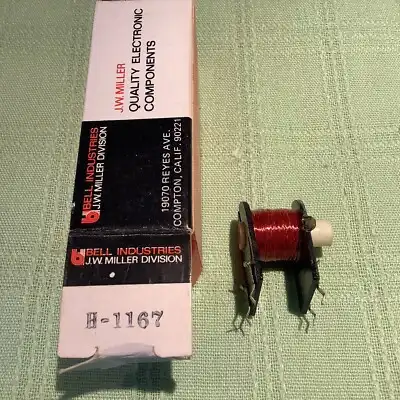 J.W. MILLER
QUALITY ELECTRONIC
COMPONENTS
BELL INDUSTRIES
J.W. MILLER DIVISION
19070 REYES AVE.
COMPTON, CALIF. 90221
BELL INDUSTRIES
J.W. MILLER DIVISION
H-1167